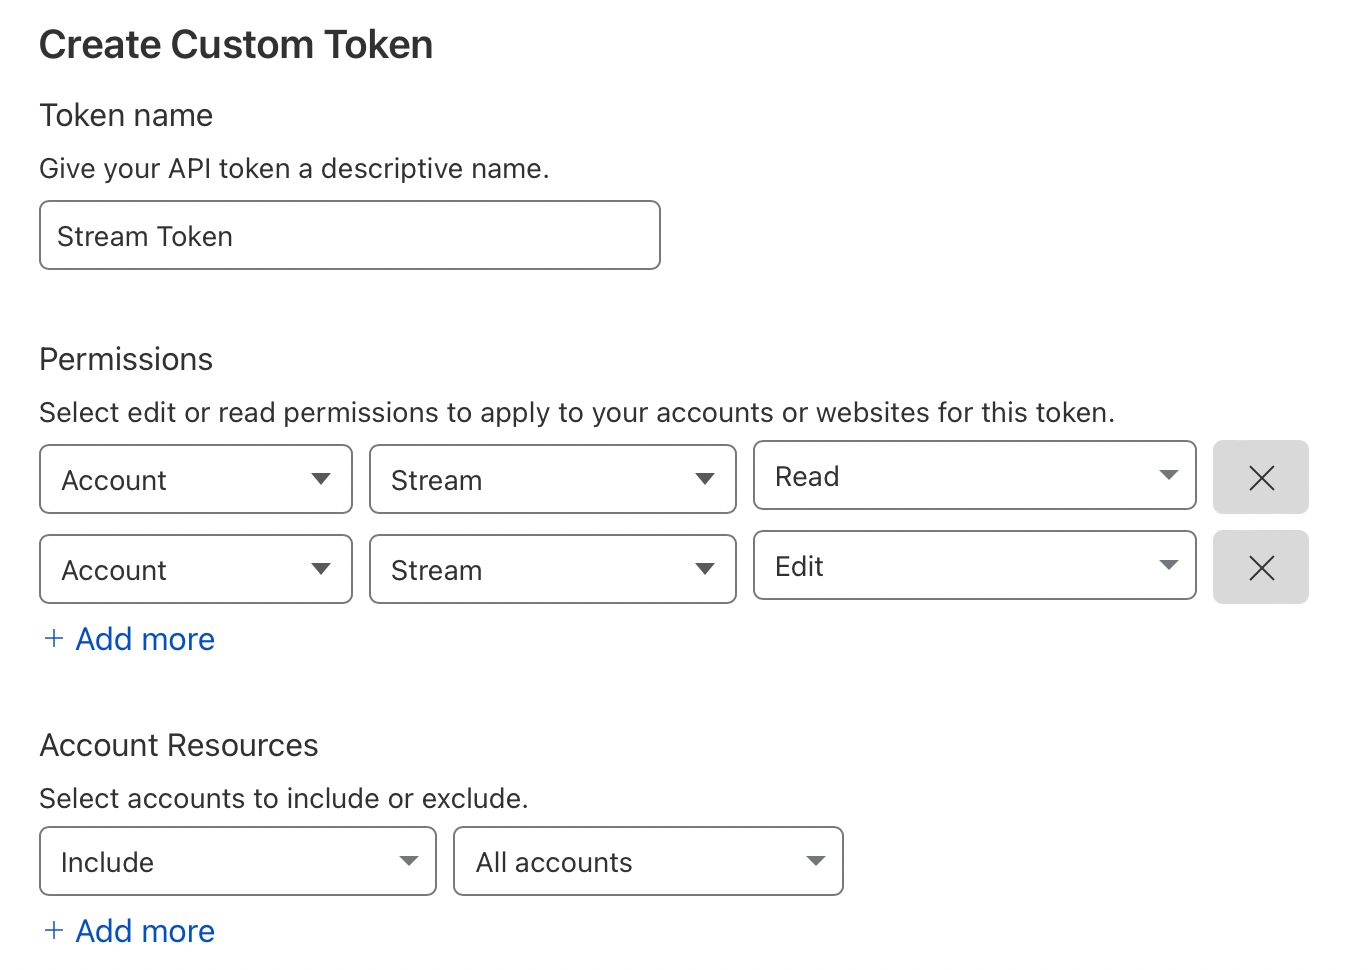 Create Custom Token
Token name
Give your API token a descriptive name.
Stream Token
Permissions
Select edit or read permissions to apply to your accounts or websites for this token.
Account Stream Read
Account Stream Edit
+ Add more
Account Resources
Select accounts to include or exclude.
Include All accounts
+ Add more